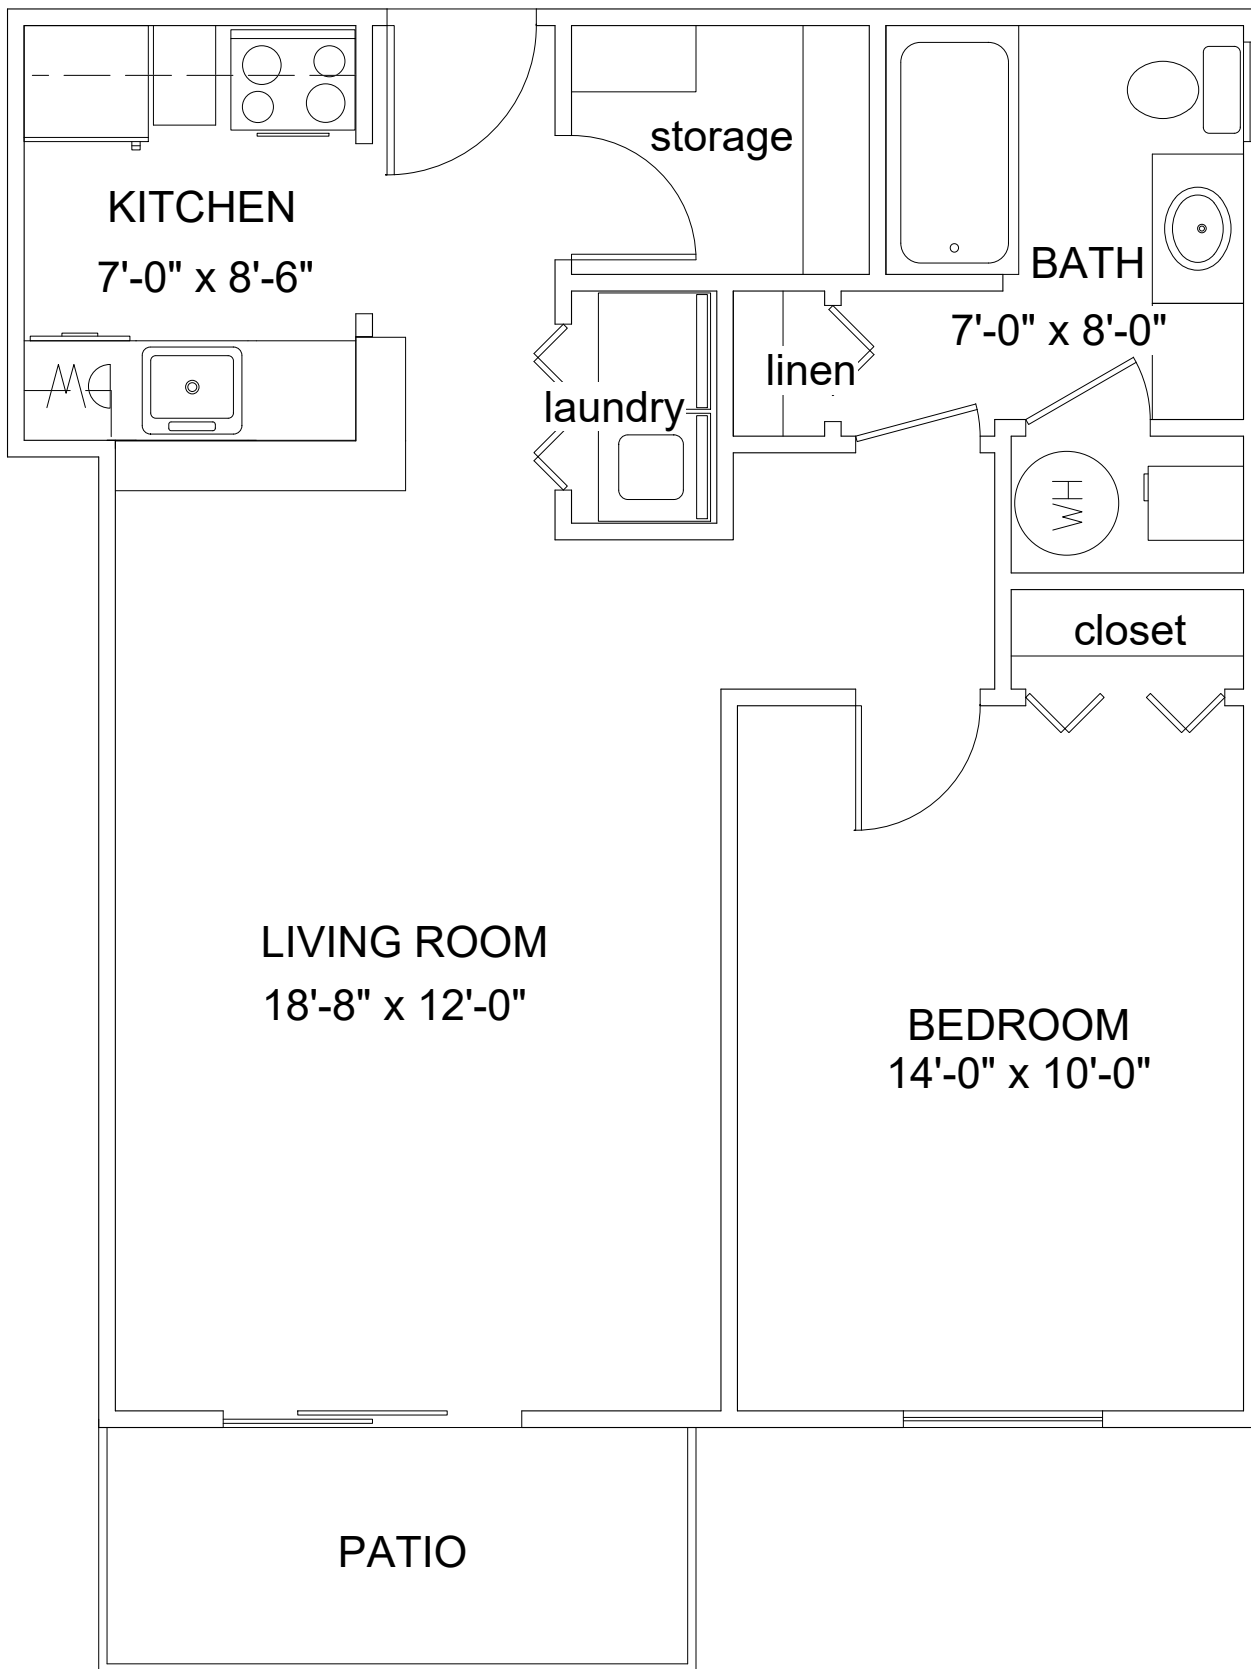 storage
KITCHEN
7'-0" x 8'-6"
BATH
7'-0" x 8'-0"
linen
laundry
WH
closet
LIVING ROOM
18'-8" x 12'-0"
BEDROOM
14'-0" x 10'-0"
PATIO